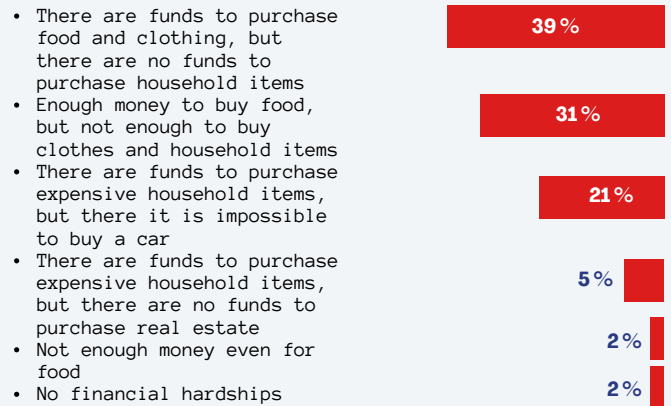 • There are funds to purchase
food and clothing, but
there are no funds to
purchase household items
39%
• Enough money to buy food,
but not enough to buy
clothes and household items
31%
• There are funds to purchase
expensive household items,
but there it is impossible
to buy a car
21%
• There are funds to purchase
expensive household items,
but there are no funds to
purchase real estate
5%
• Not enough money even for
food
2%
• No financial hardships
2%